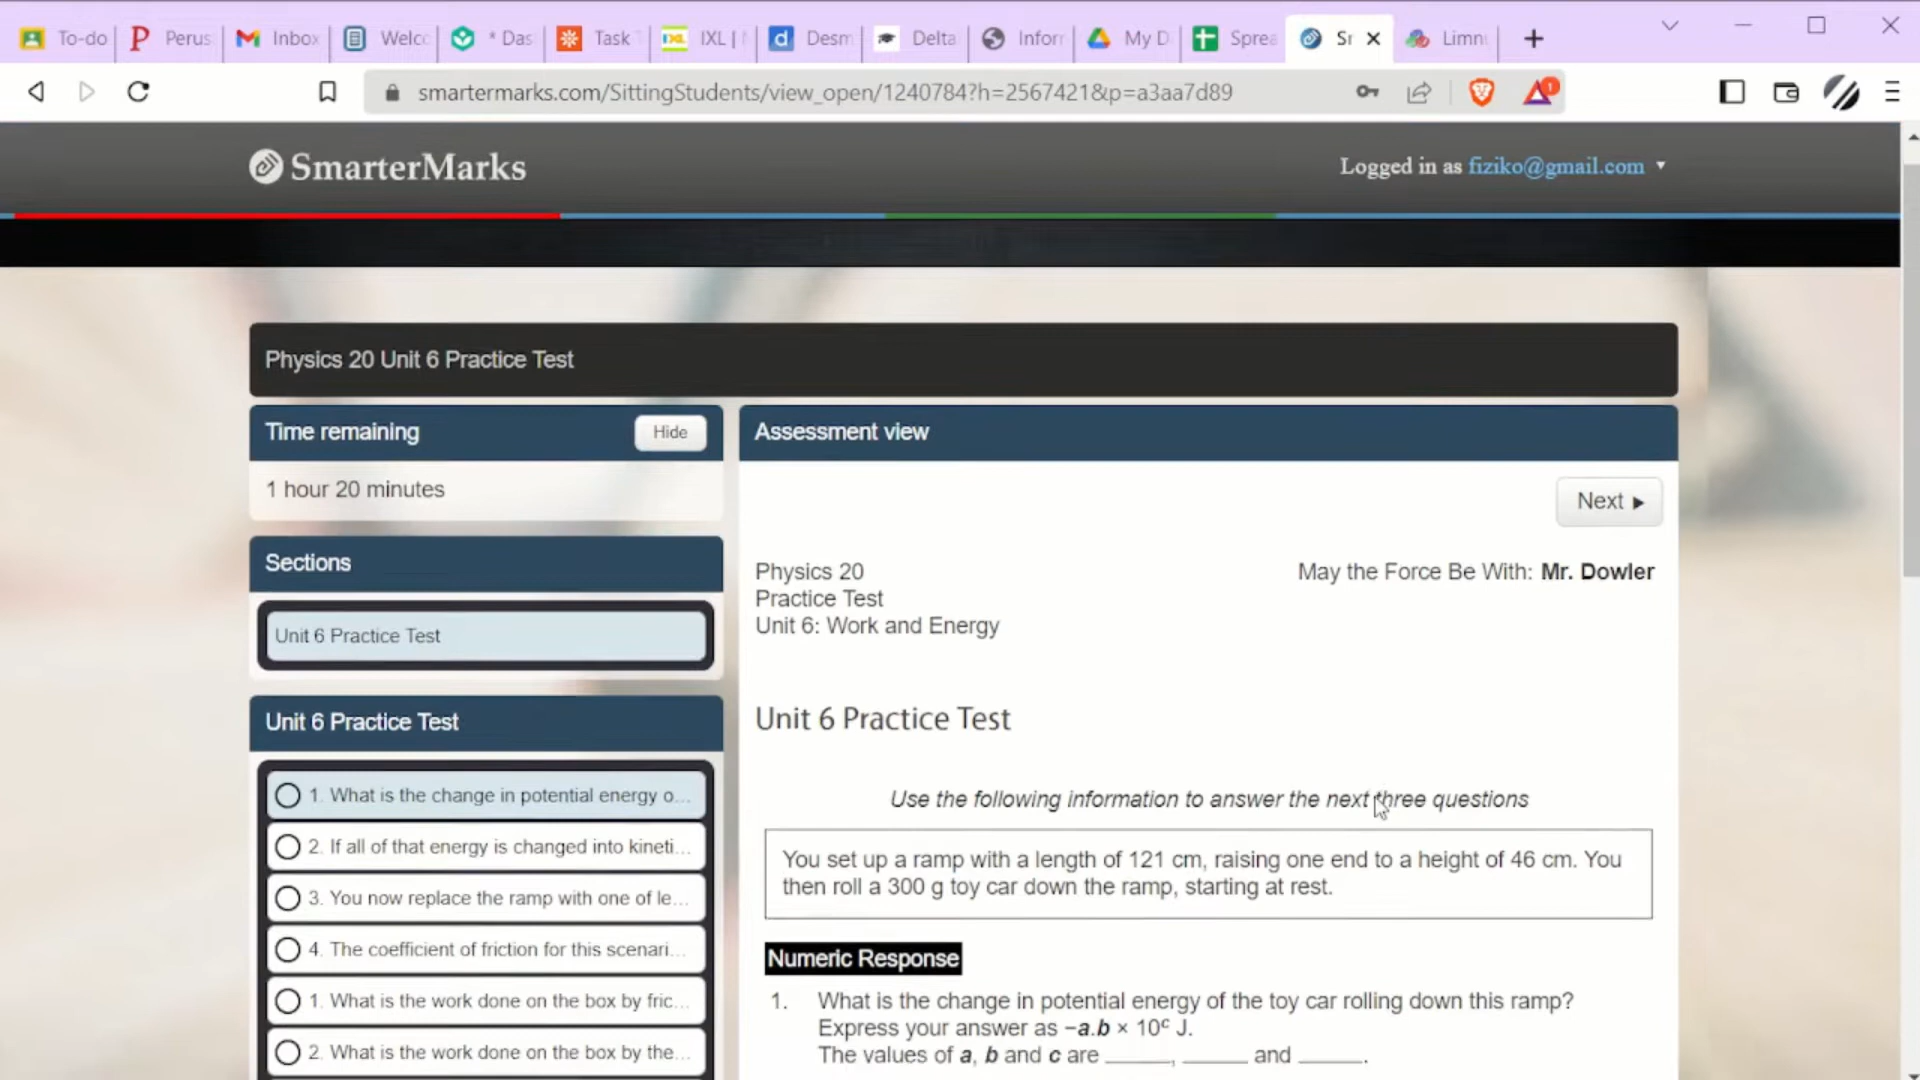 To-do
Perus
Inbox
Welc
* Das
Task
IXL |
Desm
Delta
Infor
My D
Sprea
Sr
Limn
smartermarks.com/SittingStudents/view_open/1240784?h=2567421&p=a3aa7d89
SmarterMarks
Logged in as fiziko@gmail.com
Physics 20 Unit 6 Practice Test
Time remaining
Hide
1 hour 20 minutes
Sections
Unit 6 Practice Test
Unit 6 Practice Test
1. What is the change in potential energy o...
2. If all of that energy is changed into kineti...
3. You now replace the ramp with one of le...
4. The coefficient of friction for this scenari...
1. What is the work done on the box by fric...
2. What is the work done on the box by the...
Assessment view
Next ▶
Physics 20
May the Force Be With: Mr. Dowler
Practice Test
Unit 6: Work and Energy
Unit 6 Practice Test
Use the following information to answer the next three questions
You set up a ramp with a length of 121 cm, raising one end to a height of 46 cm. You
then roll a 300 g toy car down the ramp, starting at rest.
Numeric Response
1. What is the change in potential energy of the toy car rolling down this ramp?
Express your answer as −a.b × 10ᶜ J.
The values of a, b and c are _____, _____ and _____.